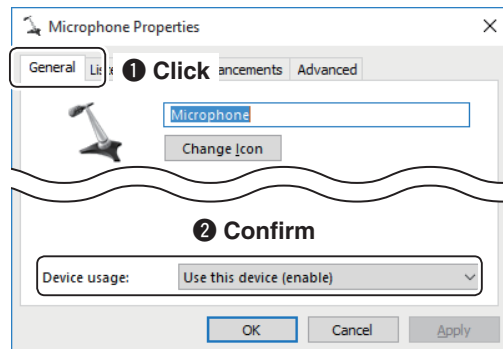 Microphone Properties
General
❶ Click
Advanced
Microphone
Change Icon
❷ Confirm
Device usage: Use this device (enable)
OK Cancel Apply